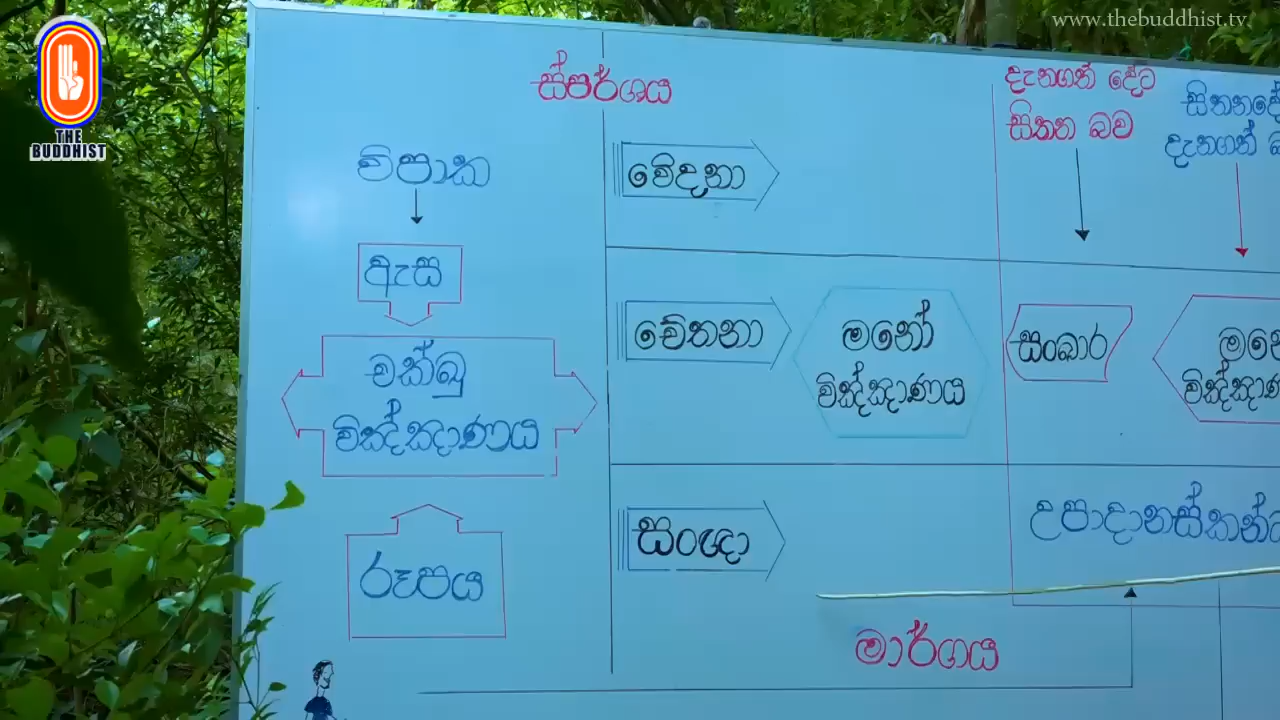 www.thebuddhist.tv
THE
BUDDHIST
ස්පර්ශය
දැනගත් දේට
සිතන බව
දැනගත්
විපාක
වේදනා
ඇස
චක්ඛු
විඤ්ඤාණය
චේතනා
මනෝ
විඤ්ඤාණය
සංඛාර
රූපය
සංඥා
මාර්ගය